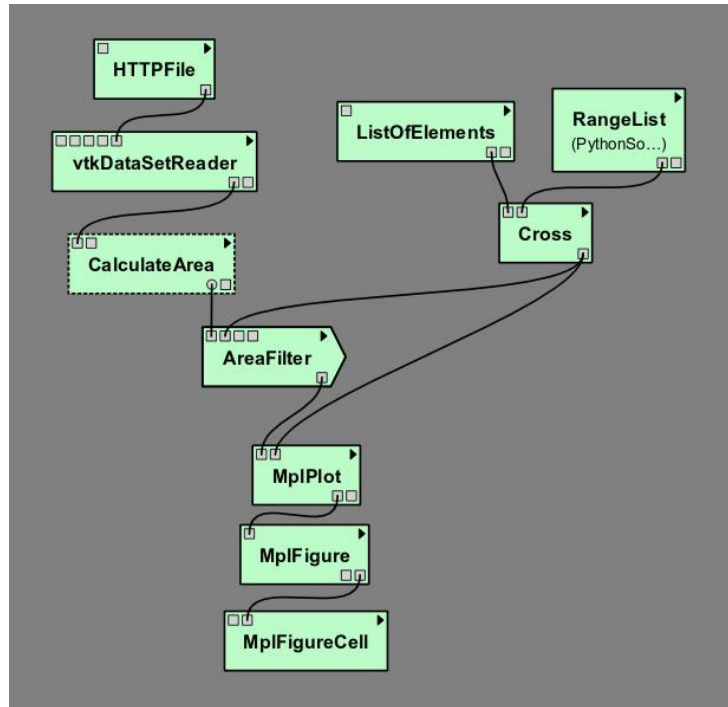 HTTPFile
vtkDataSetReader
ListOfElements
RangeList
(PythonSo...)
Cross
CalculateArea
AreaFilter
MplPlot
MplFigure
MplFigureCell